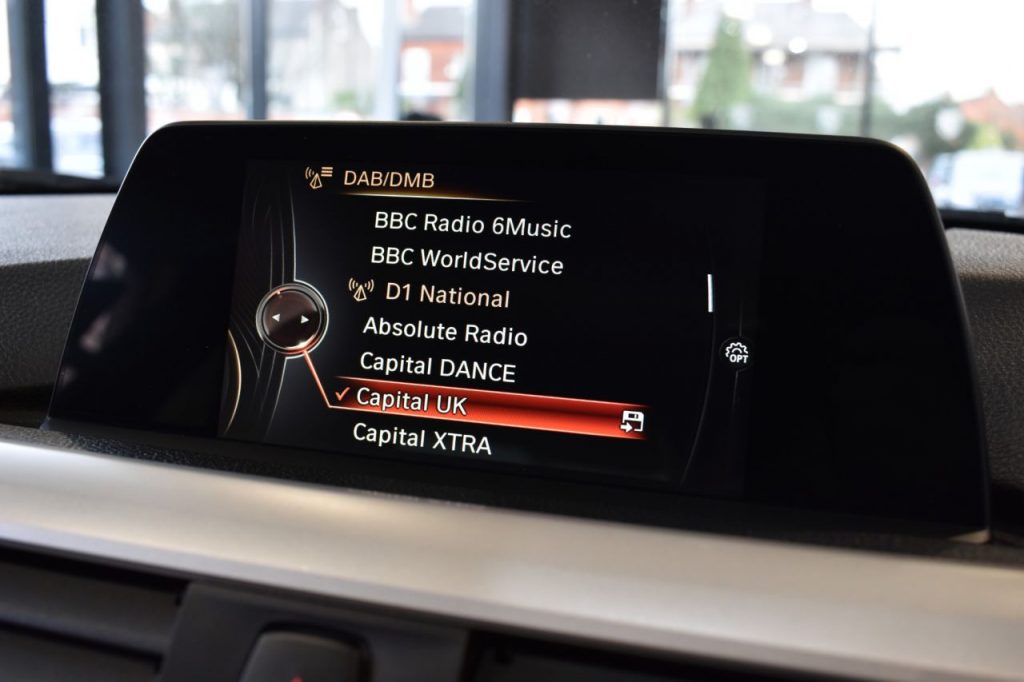 DAB/DMB
BBC Radio 6Music
BBC WorldService
D1 National
Absolute Radio
Capital DANCE
Capital UK
Capital XTRA
OPT